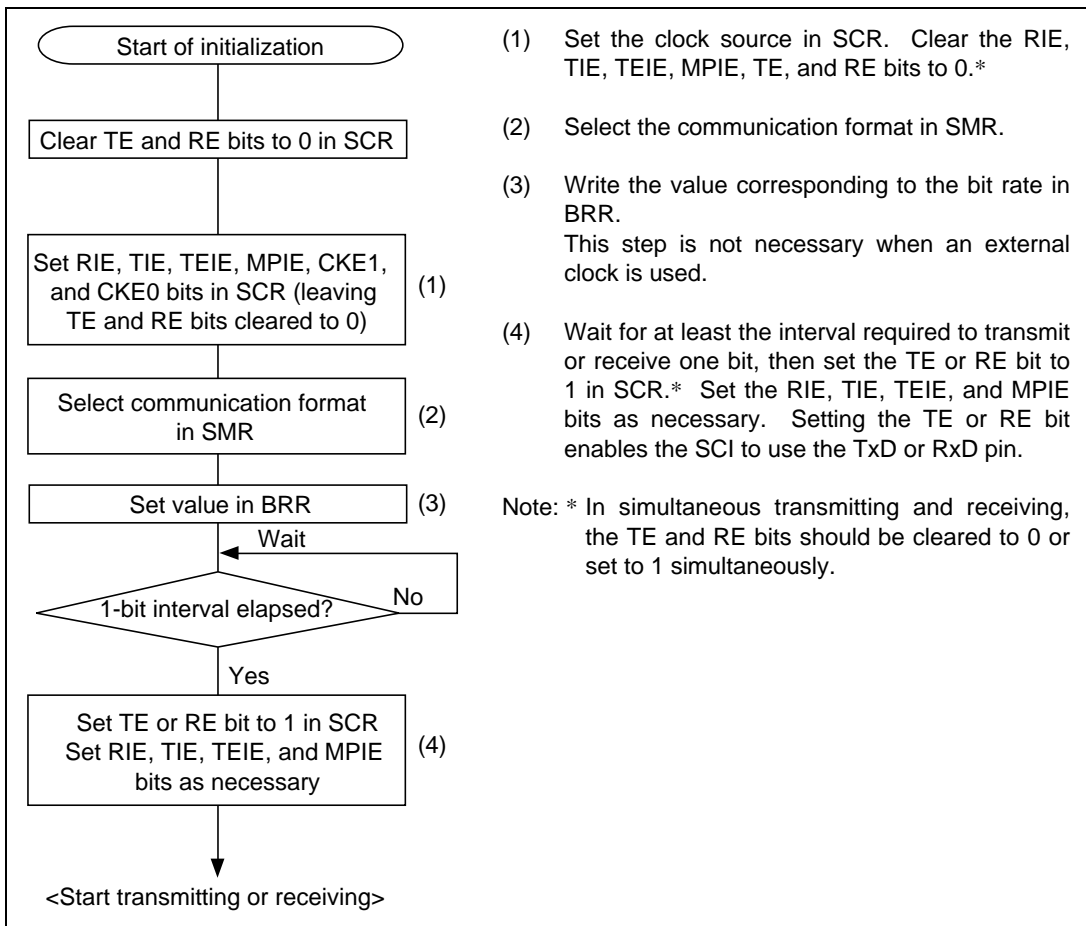 Start of initialization
Clear TE and RE bits to 0 in SCR
Set RIE, TIE, TEIE, MPIE, CKE1,
and CKE0 bits in SCR (leaving
TE and RE bits cleared to 0)
(1)
Select communication format
in SMR
(2)
Set value in BRR
(3)
Wait
1-bit interval elapsed?
No
Yes
Set TE or RE bit to 1 in SCR
Set RIE, TIE, TEIE, and MPIE
bits as necessary
(4)
<Start transmitting or receiving>
(1) Set the clock source in SCR. Clear the RIE,
TIE, TEIE, MPIE, TE, and RE bits to 0.*
(2) Select the communication format in SMR.
(3) Write the value corresponding to the bit rate in
BRR.
This step is not necessary when an external
clock is used.
(4) Wait for at least the interval required to transmit
or receive one bit, then set the TE or RE bit to
1 in SCR.* Set the RIE, TIE, TEIE, and MPIE
bits as necessary. Setting the TE or RE bit
enables the SCI to use the TxD or RxD pin.
Note: * In simultaneous transmitting and receiving,
the TE and RE bits should be cleared to 0 or
set to 1 simultaneously.